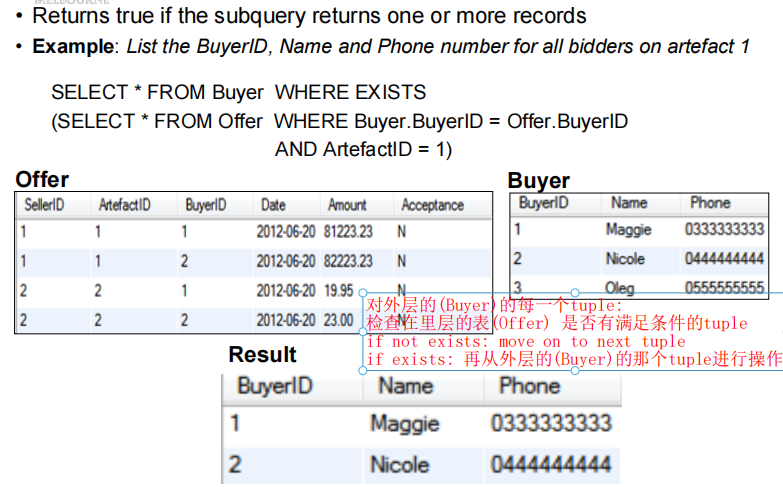 MELBOURNE
• Returns true if the subquery returns one or more records
• Example: List the BuyerID, Name and Phone number for all bidders on artefact 1
SELECT * FROM Buyer WHERE EXISTS
(SELECT * FROM Offer WHERE Buyer.BuyerID = Offer.BuyerID
AND ArtefactID = 1)
Offer
SellerID ArtefactID BuyerID Date Amount Acceptance
1 1 1 2012-06-20 81223.23 N
1 1 2 2012-06-20 82223.23 N
2 2 1 2012-06-20 19.95 N
2 2 2 2012-06-20 23.00 N
Buyer
BuyerID Name Phone
1 Maggie 0333333333
2 Nicole 0444444444
3 Oleg 0555555555
对外层的(Buyer)的每一个tuple:
检查在里层的表(Offer) 是否有满足条件的tuple
if not exists: move on to next tuple
if exists: 再从外层的(Buyer)的那个tuple进行操作
Result
BuyerID Name Phone
1 Maggie 0333333333
2 Nicole 0444444444